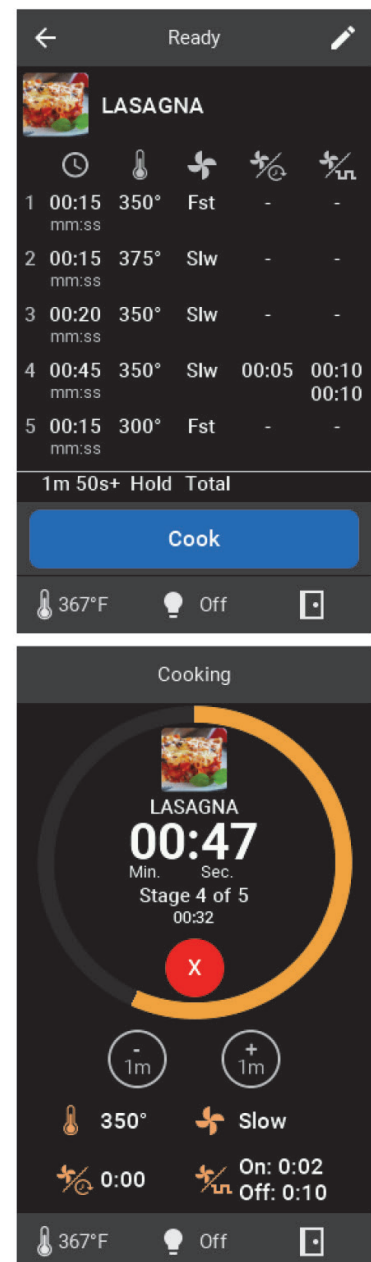 Ready
LASAGNA
1 00:15 350° Fst - -
mm:ss
2 00:15 375° Slw - -
mm:ss
3 00:20 350° Slw - -
mm:ss
4 00:45 350° Slw 00:05 00:10
mm:ss 00:10
5 00:15 300° Fst - -
mm:ss
1m 50s+ Hold Total
Cook
367°F Off
Cooking
LASAGNA
00:47
Min. Sec.
Stage 4 of 5
00:32
X
- +
1m 1m
350° Slow
0:00 On: 0:02
Off: 0:10
367°F Off